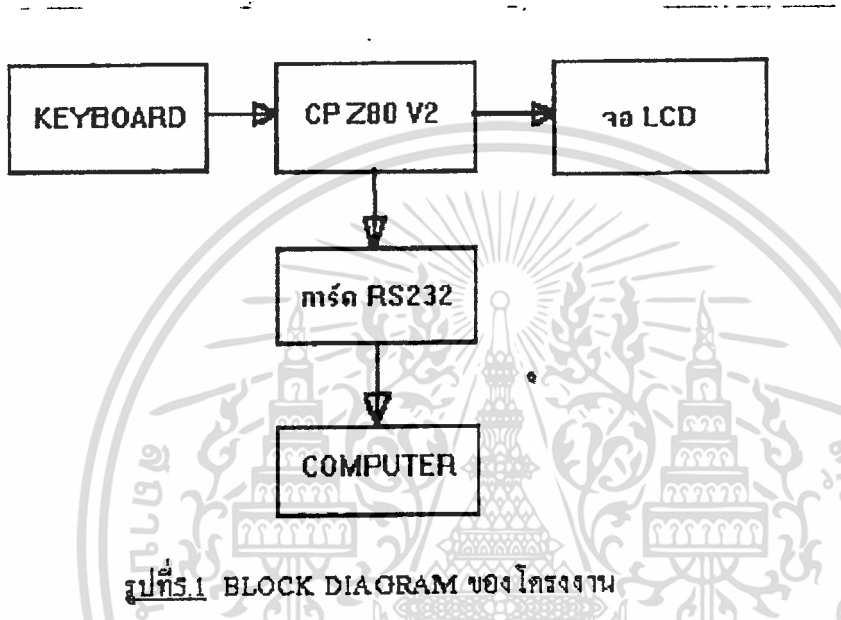 KEYBOARD
CP Z80 V2
จอ LCD
การ์ด RS232
COMPUTER
รูปที่5.1 BLOCK DIAGRAM ของโครงงาน